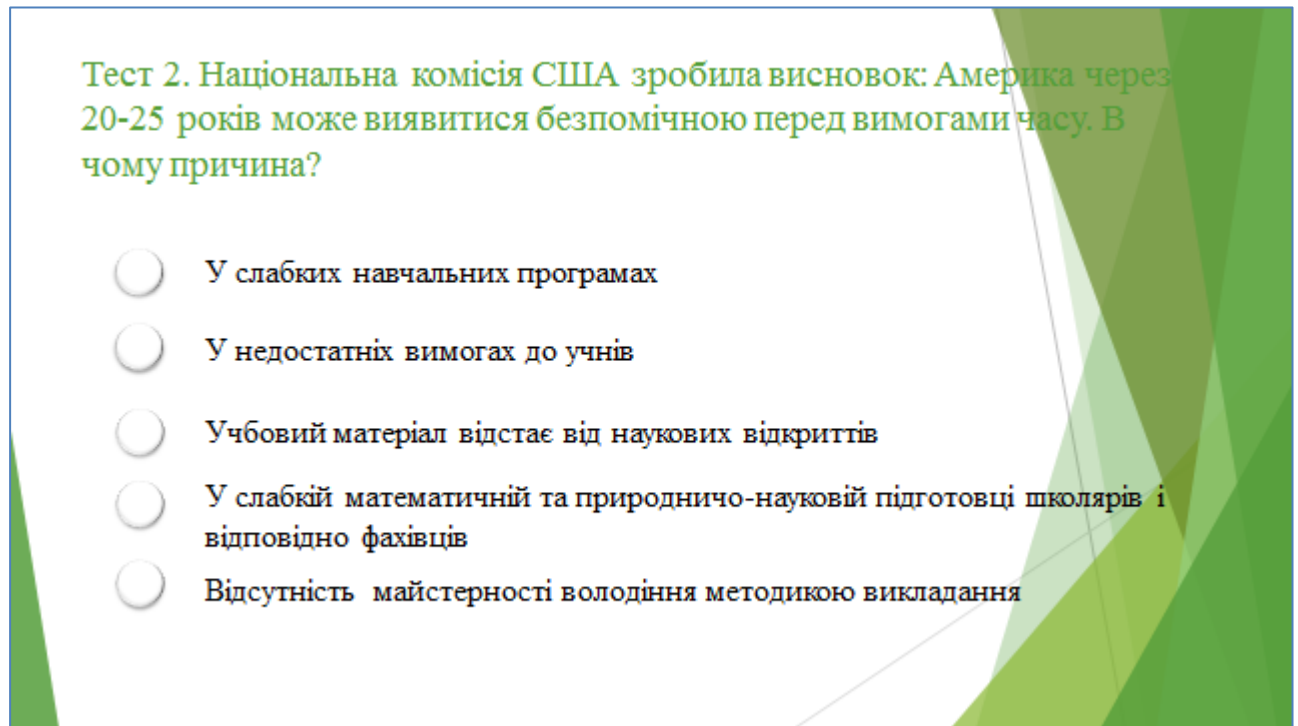 Тест 2. Національна комісія США зробила висновок: Америка через
20-25 років може виявитися безпомічною перед вимогами часу. В
чому причина?
У слабких навчальних програмах
У недостатніх вимогах до учнів
Учбовий матеріал відстає від наукових відкриттів
У слабкій математичній та природничо-науковій підготовці школярів і
відповідно фахівців
Відсутність майстерності володіння методикою викладання